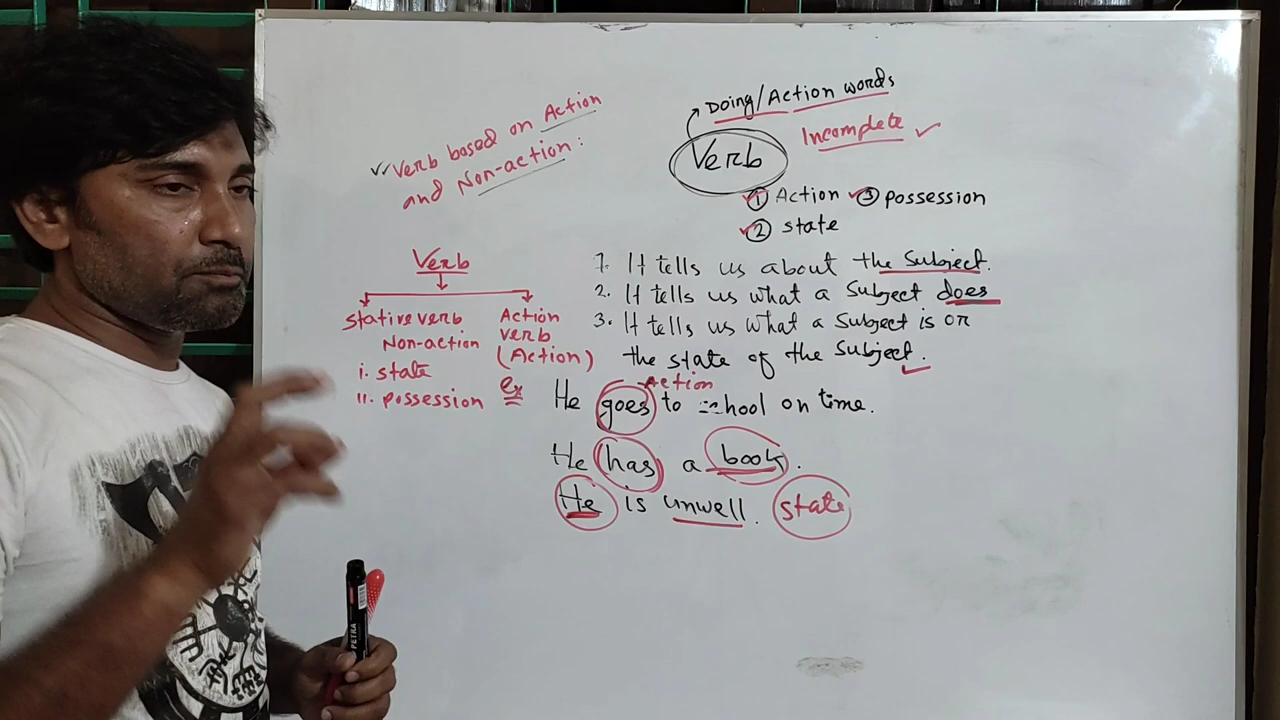 Doing/Action words
Verb
Incomplete
① Action ③ possession
② state
Verb based on Action
and Non-action:
Verb
Stative verb
Non-action
i. state
ii. possession
Action
verb
(Action)
1. It tells us about the Subject.
2. It tells us what a Subject does
3. It tells us what a Subject is or
the state of the Subject.
ex
Action
He goes to school on time.
He has a book.
He is unwell. state
PETRA